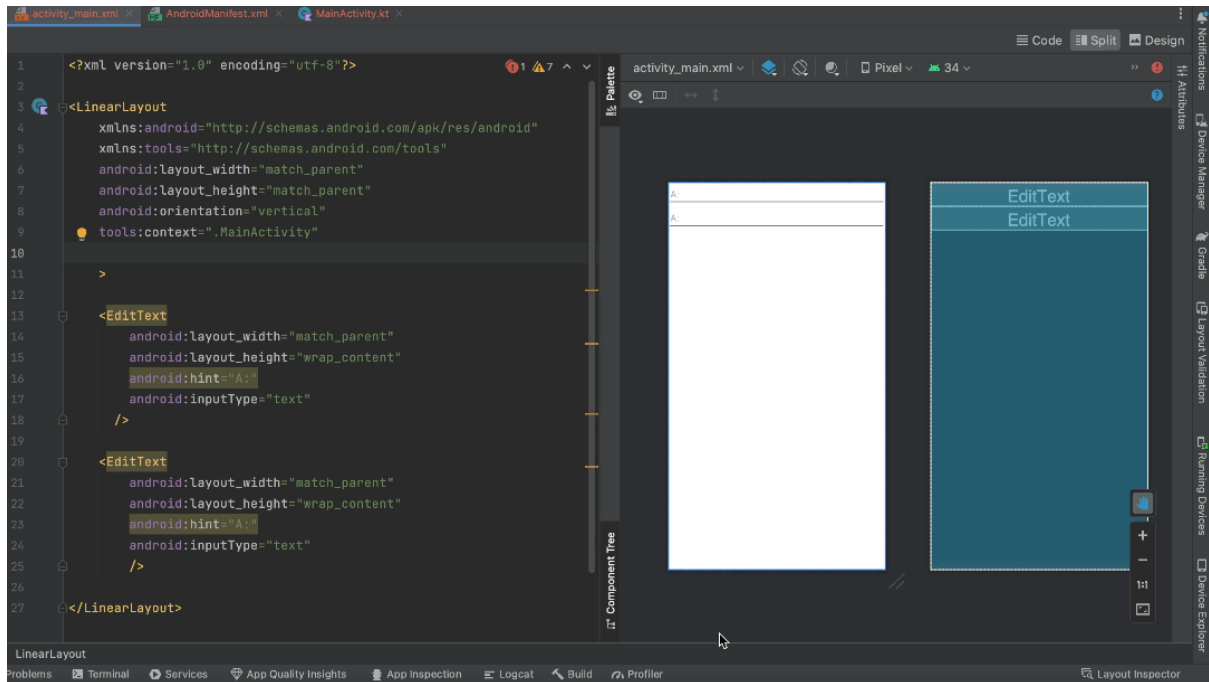 activity_main.xml AndroidManifest.xml MainActivity.kt
Code Split Design
1 <?xml version="1.0" encoding="utf-8"?> 1 7
2
3 <LinearLayout
4 xmlns:android="http://schemas.android.com/apk/res/android"
5 xmlns:tools="http://schemas.android.com/tools"
6 android:layout_width="match_parent"
7 android:layout_height="match_parent"
8 android:orientation="vertical"
9 tools:context=".MainActivity"
10
11 >
12
13 <EditText
14 android:layout_width="match_parent"
15 android:layout_height="wrap_content"
16 android:hint="A:"
17 android:inputType="text"
18 />
19
20 <EditText
21 android:layout_width="match_parent"
22 android:layout_height="wrap_content"
23 android:hint="A:"
24 android:inputType="text"
25 />
26
27 </LinearLayout>
Palette
Component Tree
activity_main.xml Pixel 34
A:
A:
EditText
EditText
1:1
Attributes
Notifications
Device Manager
Gradle
Layout Validation
Running Devices
Device Explorer
LinearLayout
Problems Terminal Services App Quality Insights App Inspection Logcat Build Profiler Layout Inspector